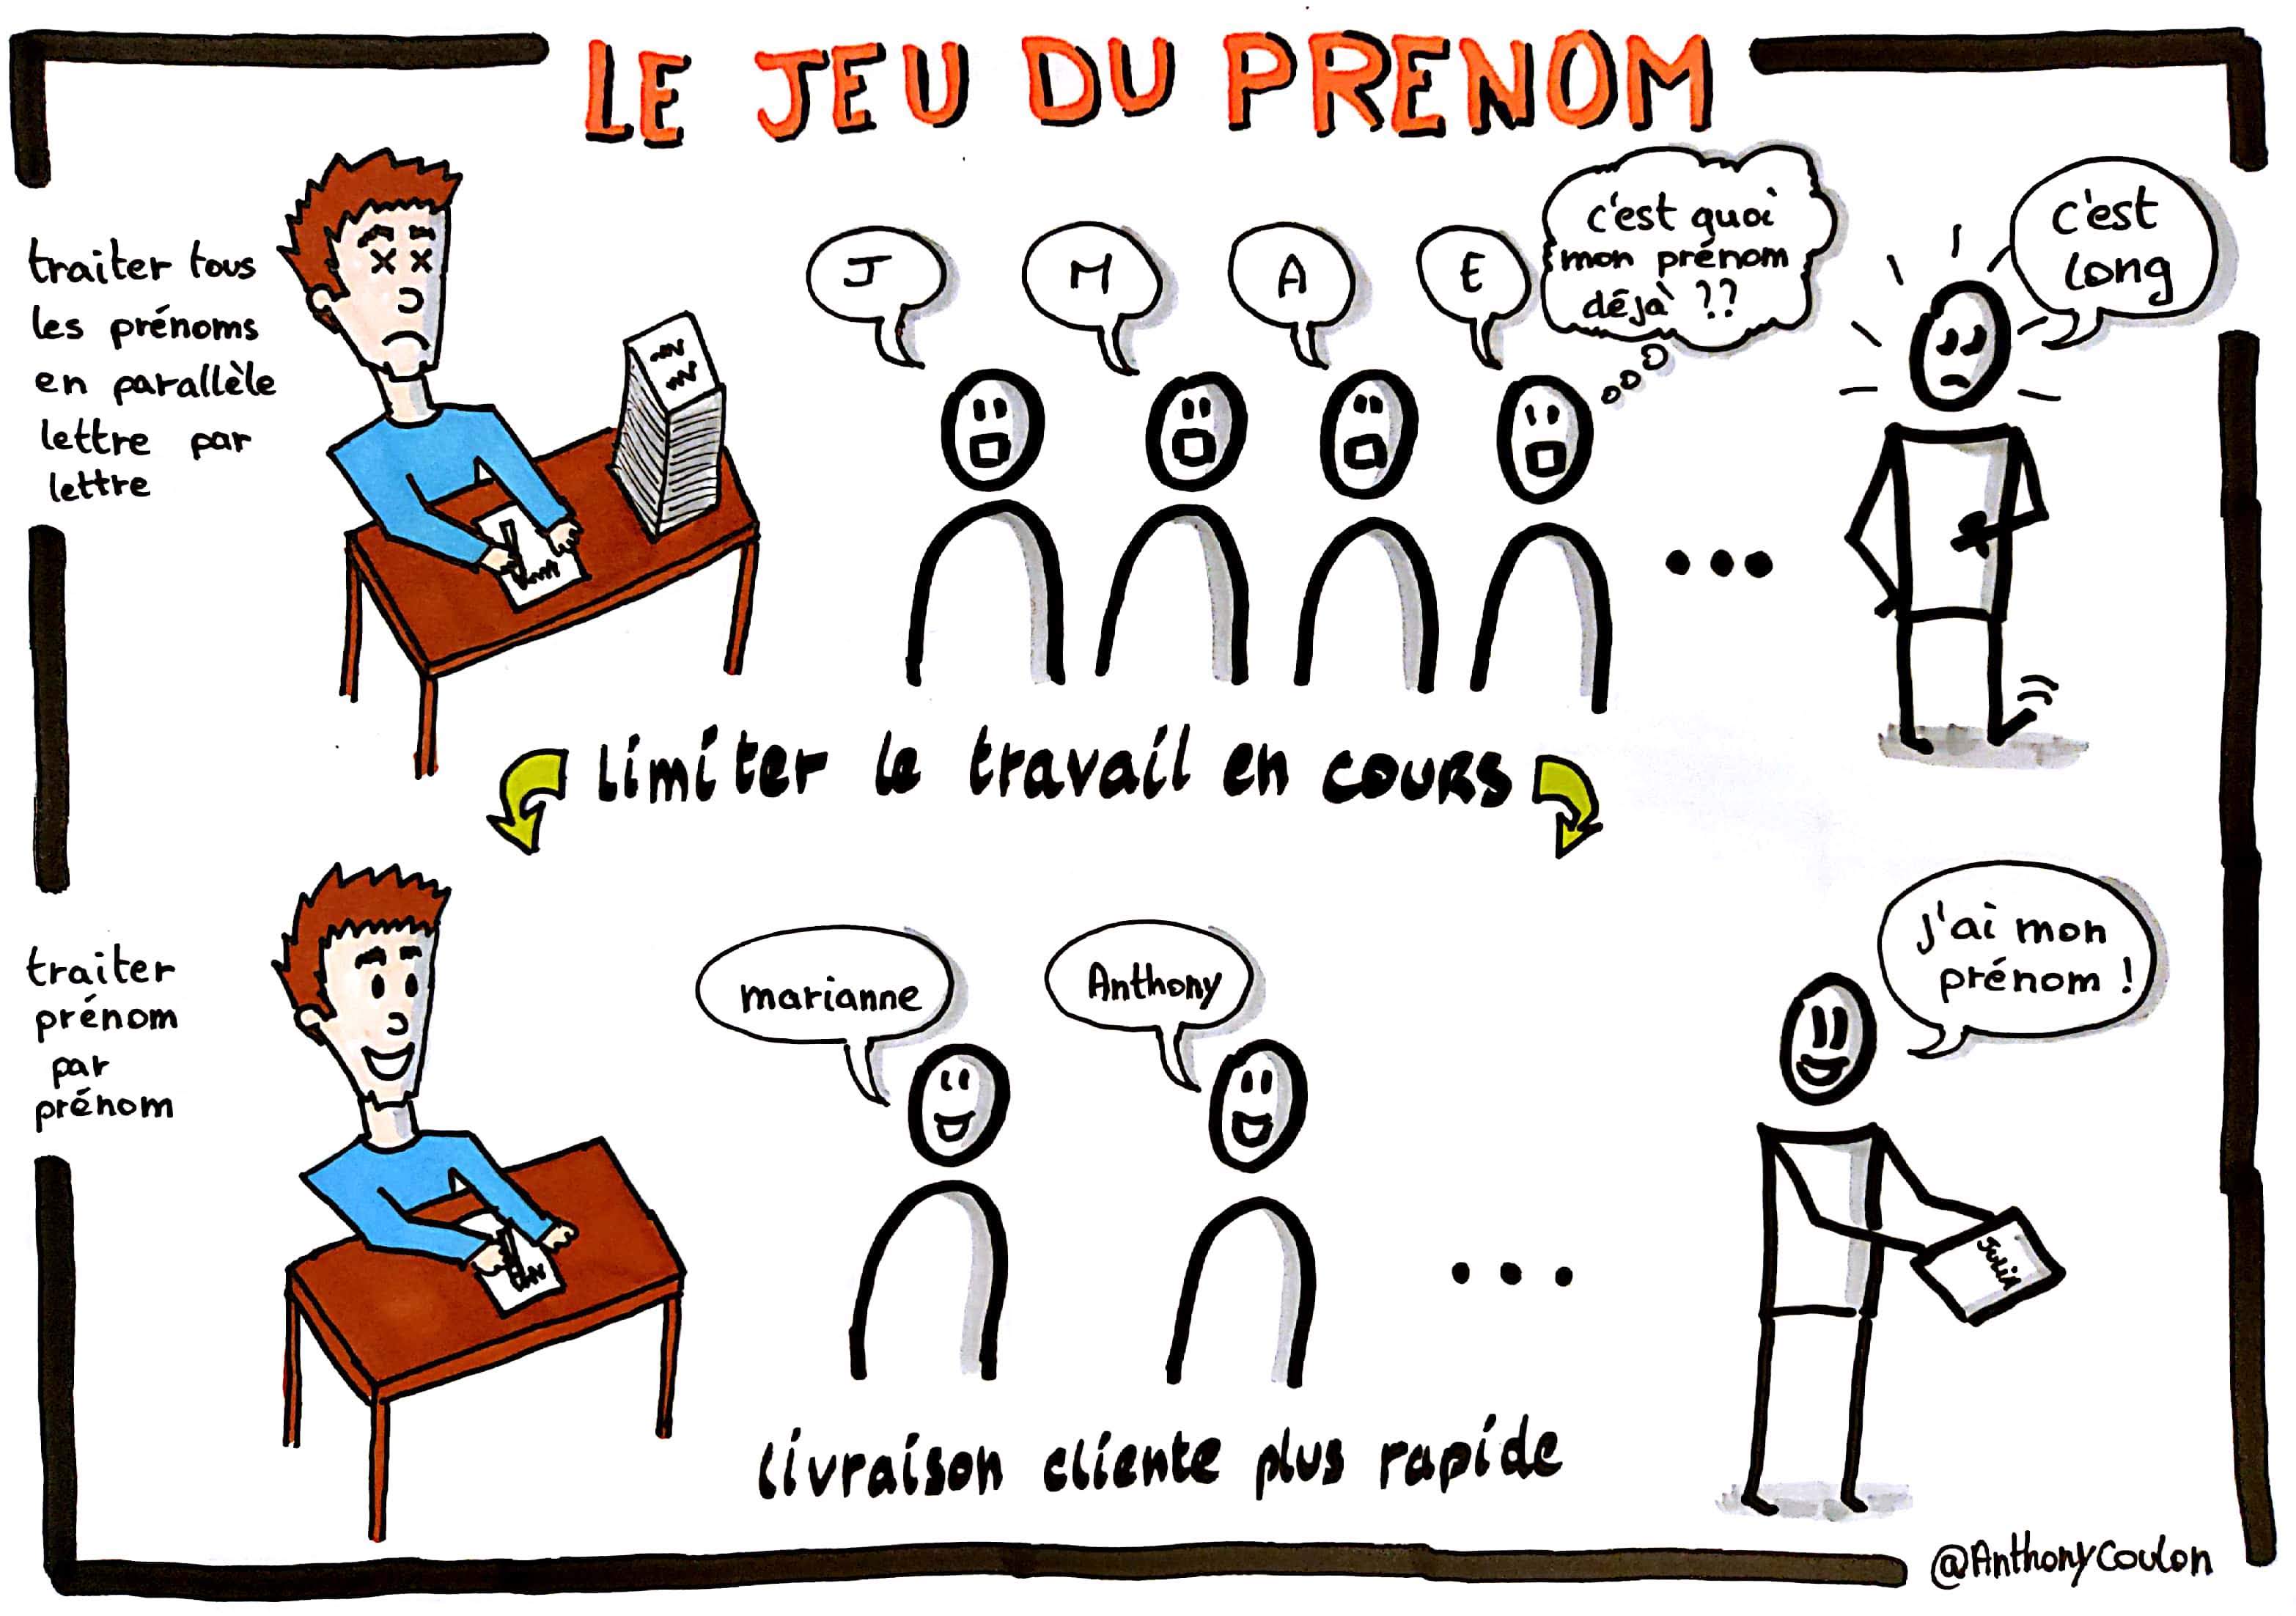 LE JEU DU PRENOM
traiter tous
les prénoms
en parallèle
lettre par
lettre
J
M
A
E
c'est quoi
mon prénom
déjà ??
c'est
long
limiter le travail en cours
traiter
prénom
par
prénom
marianne
Anthony
j'ai mon
prénom !
Julia
livraison cliente plus rapide
@AnthonyCoulon